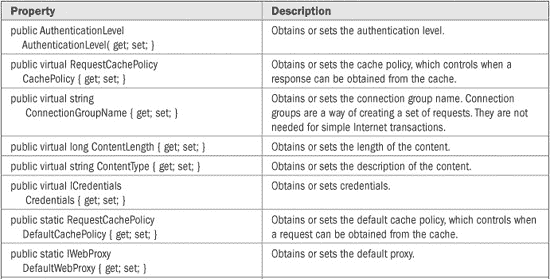 Property Description
public AuthenticationLevel Obtains or sets the authentication level.
AuthenticationLevel( get; set; }
public virtual RequestCachePolicy Obtains or sets the cache policy, which controls when a
CachePolicy { get; set; } response can be obtained from the cache.
public virtual string Obtains or sets the connection group name. Connection
ConnectionGroupName { get; set; } groups are a way of creating a set of requests. They are not
needed for simple Internet transactions.
public virtual long ContentLength { get; set; } Obtains or sets the length of the content.
public virtual string ContentType { get; set; } Obtains or sets the description of the content.
public virtual ICredentials Obtains or sets credentials.
Credentials { get; set; }
public static RequestCachePolicy Obtains or sets the default cache policy, which controls when
DefaultCachePolicy { get; set; } a request can be obtained from the cache.
public static IWebProxy Obtains or sets the default proxy.
DefaultWebProxy { get; set; }